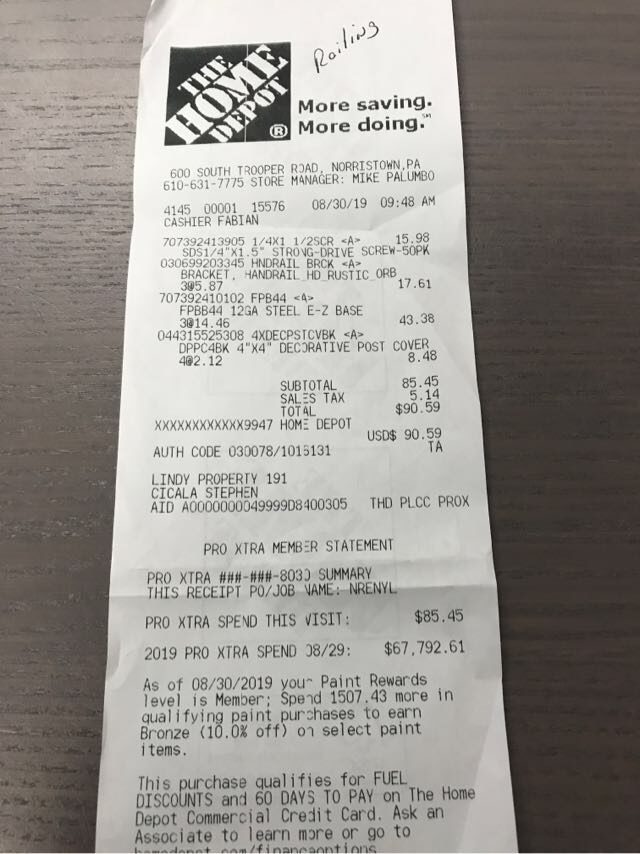 Railing
THE
HOME
DEPOT
®
More saving.
More doing.℠
600 SOUTH TROOPER ROAD, NORRISTOWN,PA
610-631-7775 STORE MANAGER: MIKE PALUMBO
4145 00001 15576 08/30/19 09:48 AM
CASHIER FABIAN
707392413905 1/4X1 1/2SCR <A> 15.98
SDS1/4"X1.5" STRONG-DRIVE SCREW-50PK
030699203345 HNDRAIL BRCK <A>
BRACKET, HANDRAIL HD RUSTIC ORB
3@5.87 17.61
707392410102 FPB44 <A>
FPBB44 12GA STEEL E-Z BASE
3@14.46 43.38
044315525308 4XDECPSTCVBK <A>
DPPC4BK 4"X4" DECORATIVE POST COVER
4@2.12 8.48
SUBTOTAL 85.45
SALES TAX 5.14
TOTAL $90.59
XXXXXXXXXXXX9947 HOME DEPOT
USD$ 90.59
AUTH CODE 030078/1015131 TA
LINDY PROPERTY 191
CICALA STEPHEN
AID A0000000049999D8400305 THD PLCC PROX
PRO XTRA MEMBER STATEMENT
PRO XTRA ###-###-8030 SUMMARY
THIS RECEIPT PO/JOB NAME: NRENYL
PRO XTRA SPEND THIS VISIT: $85.45
2019 PRO XTRA SPEND 08/29: $67,792.61
As of 08/30/2019 your Paint Rewards
level is Member; Spend 1507.43 more in
qualifying paint purchases to earn
Bronze (10.0% off) on select paint
items.
This purchase qualifies for FUEL
DISCOUNTS and 60 DAYS TO PAY on The Home
Depot Commercial Credit Card. Ask an
Associate to learn more or go to
homedepot.com/financeoptions